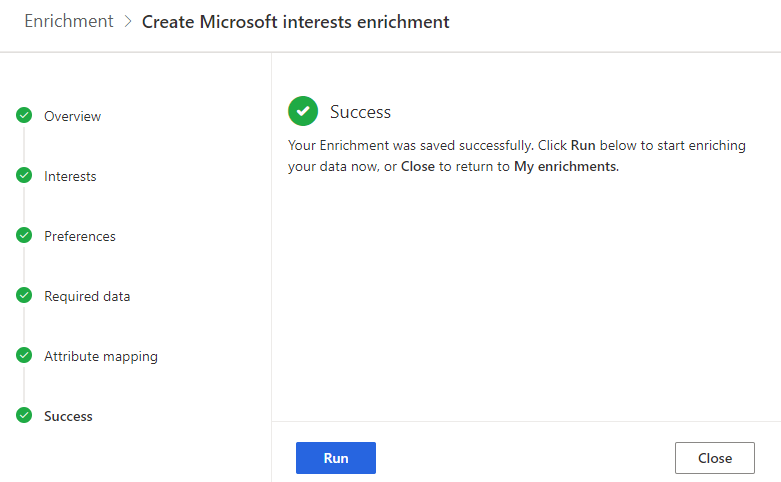 Enrichment > Create Microsoft interests enrichment
Overview
Interests
Preferences
Required data
Attribute mapping
Success
Success
Your Enrichment was saved successfully. Click Run below to start enriching
your data now, or Close to return to My enrichments.
Run
Close